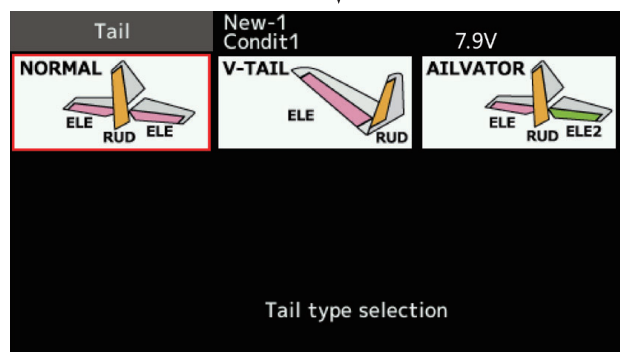 Tail
New-1
Condit1
7.9V
NORMAL
ELE
RUD
ELE
V-TAIL
ELE
RUD
AILVATOR
ELE
RUD
ELE2
Tail type selection